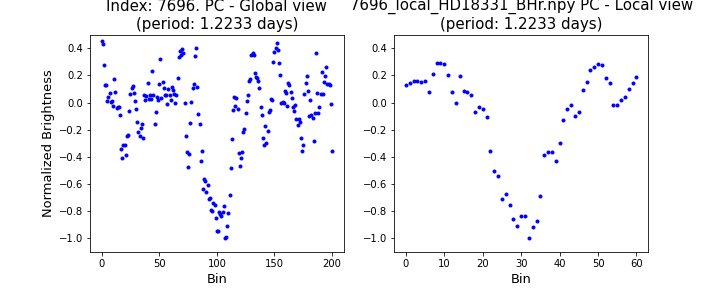 Index: 7696. PC - Global view
(period: 1.2233 days)
7696_local_HD18331_BHr.npy PC - Local view
(period: 1.2233 days)
Normalized Brightness
0.4
0.2
0.0
−0.2
−0.4
−0.6
−0.8
−1.0
0 50 100 150 200
Bin
0.4
0.2
0.0
−0.2
−0.4
−0.6
−0.8
−1.0
0 10 20 30 40 50 60
Bin